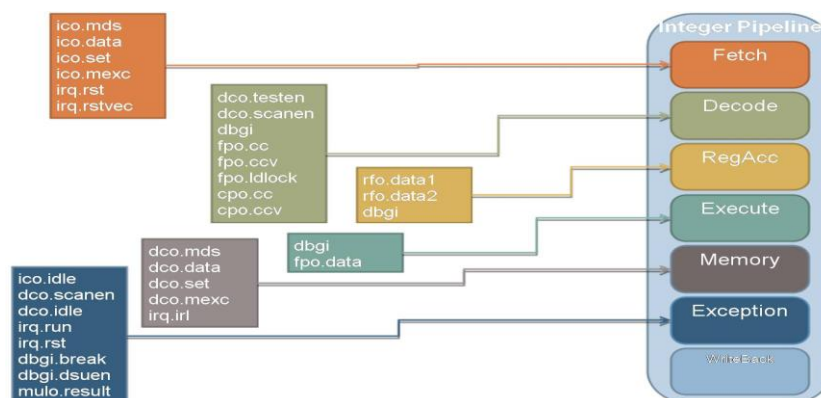 Integer Pipeline
ico.mds
ico.data
ico.set
ico.mexc
irq.rst
irq.rstvec
Fetch
dco.testen
dco.scanen
dbgi
fpo.cc
fpo.ccv
fpo.ldlock
cpo.cc
cpo.ccv
Decode
rfo.data1
rfo.data2
dbgi
RegAcc
dbgi
fpo.data
Execute
dco.mds
dco.data
dco.set
dco.mexc
irq.irl
Memory
ico.idle
dco.scanen
dco.idle
irq.run
irq.rst
dbgi.break
dbgi.dsuen
mulo.result
Exception
WriteBack